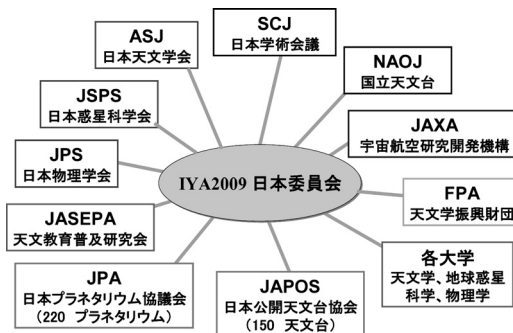 ASJ
日本天文学会
SCJ
日本学術会議
NAOJ
国立天文台
JSPS
日本惑星科学会
JAXA
宇宙航空研究開発機構
JPS
日本物理学会
IYA2009 日本委員会
FPA
天文学振興財団
JASEPA
天文教育普及研究会
各大学
天文学、地球惑星
科学、物理学
JPA
日本プラネタリウム協議会
(220 プラネタリウム)
JAPOS
日本公開天文台協会
(150 天文台)